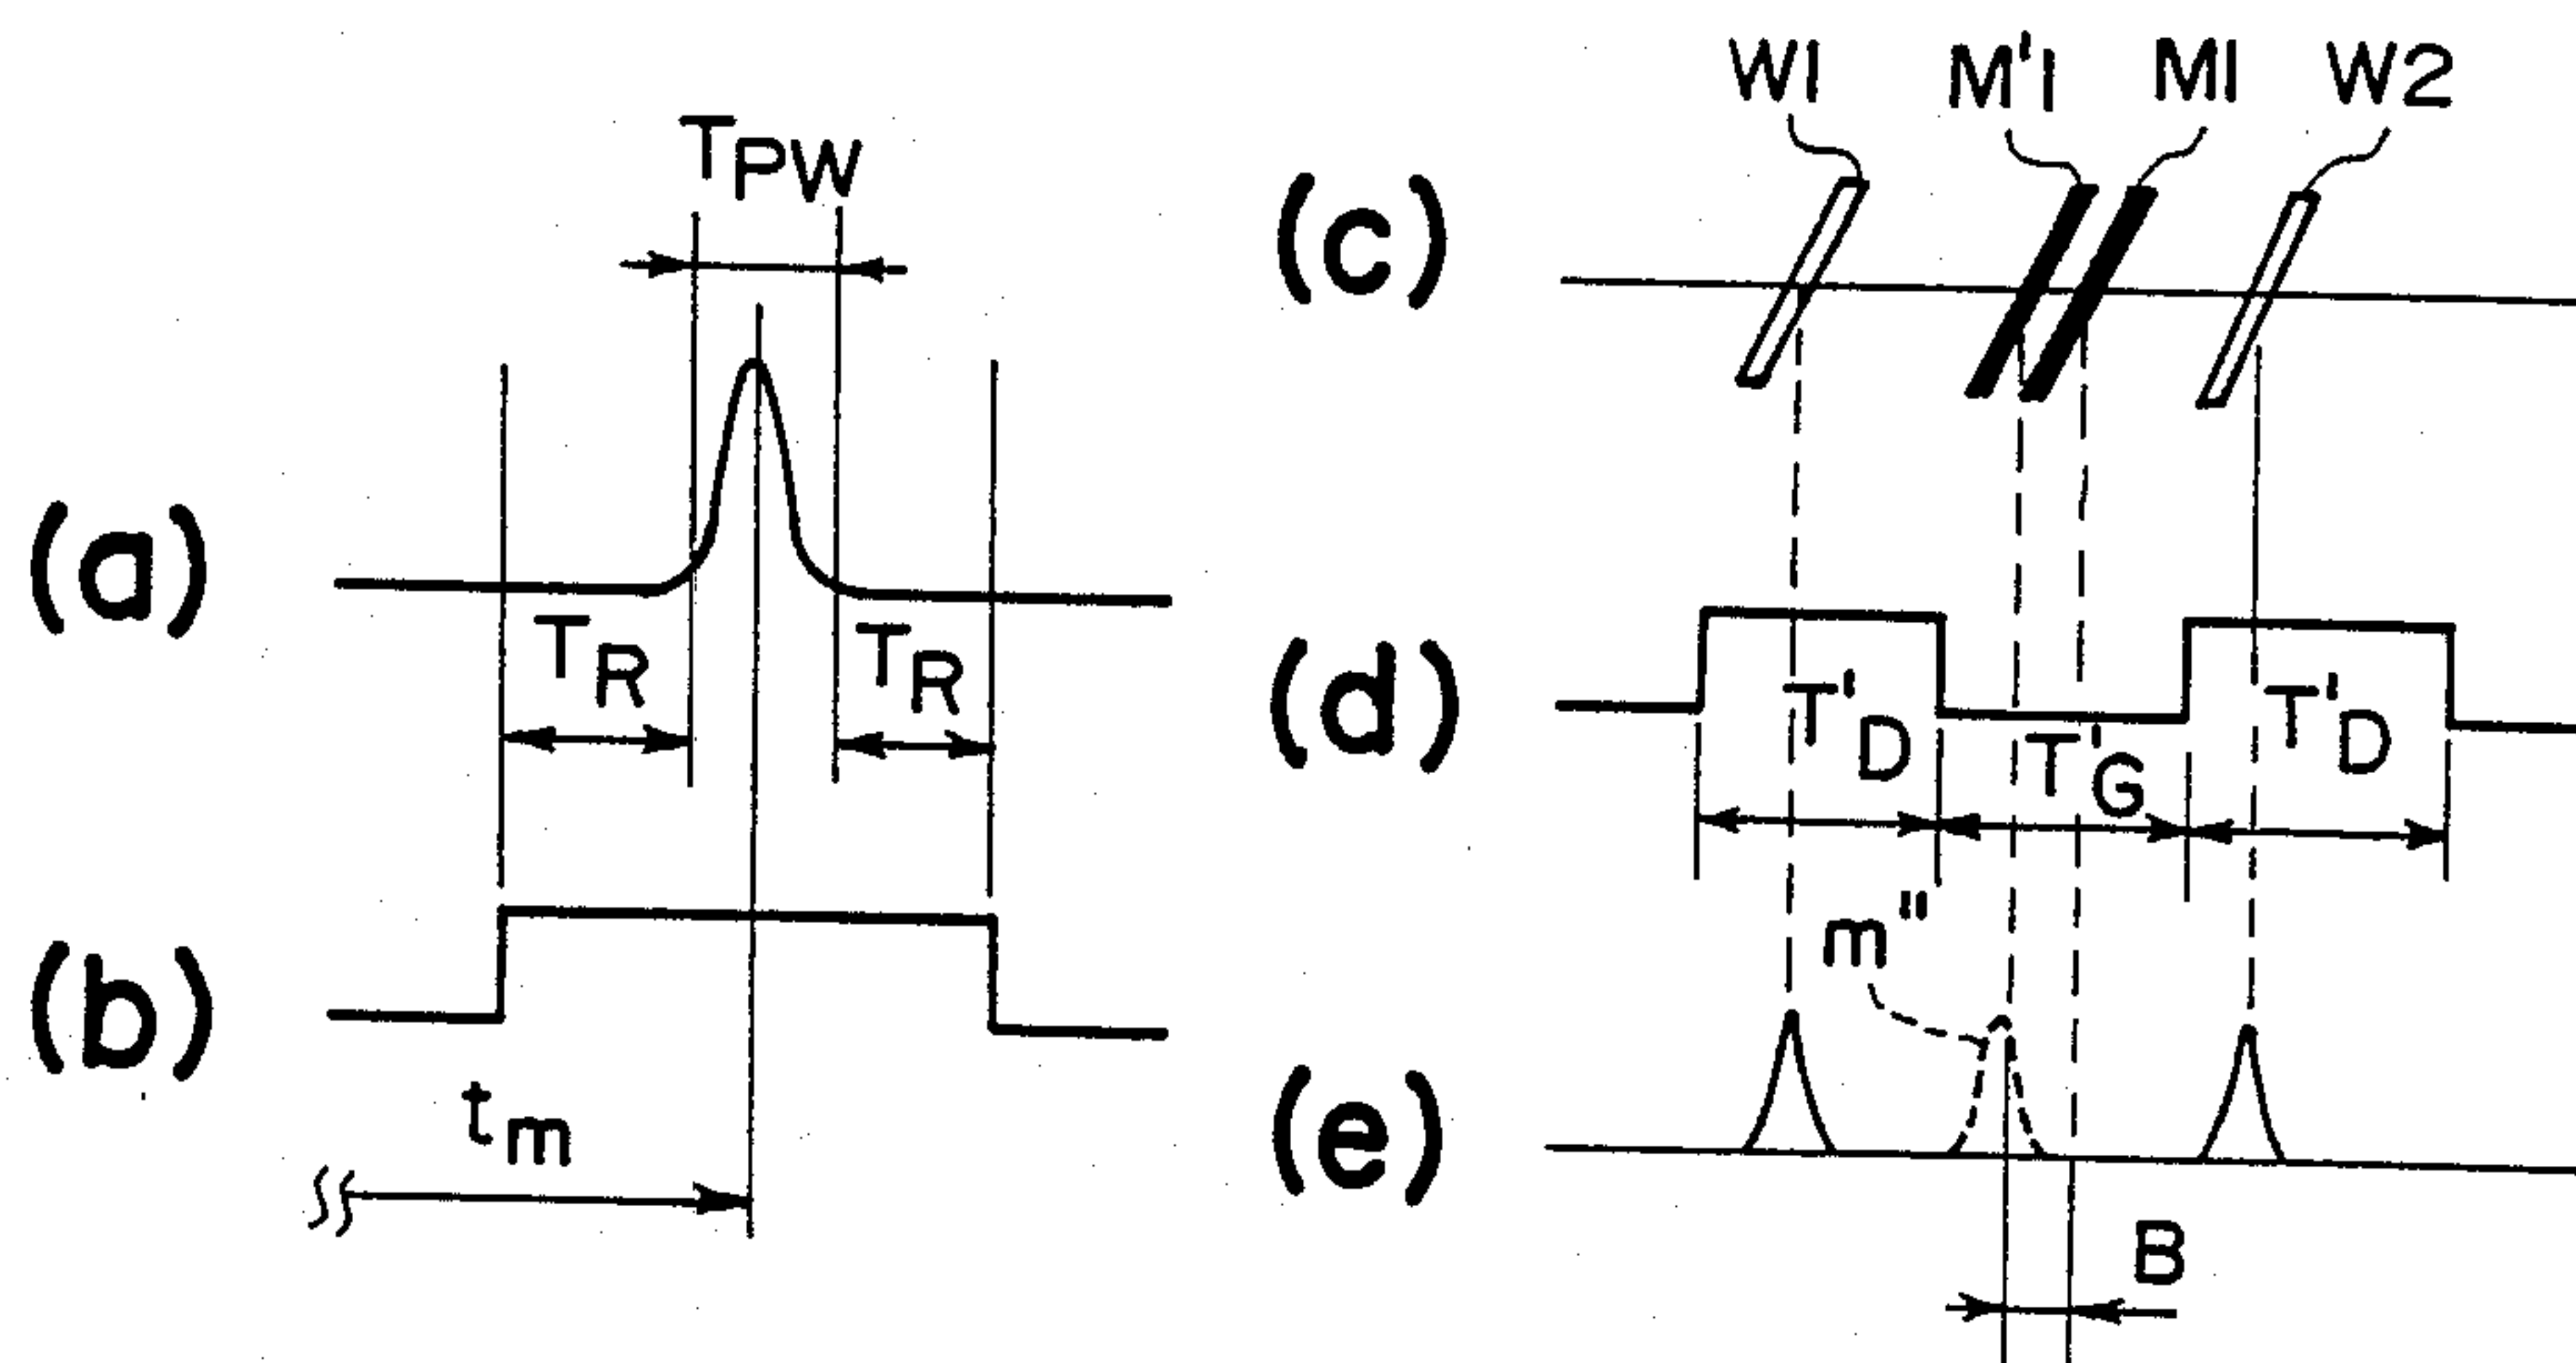 (a)
TPW
TR TR
(b)
tm
(c)
W1 M'1 M1 W2
(d)
T'D T'G T'D
(e)
m"
B